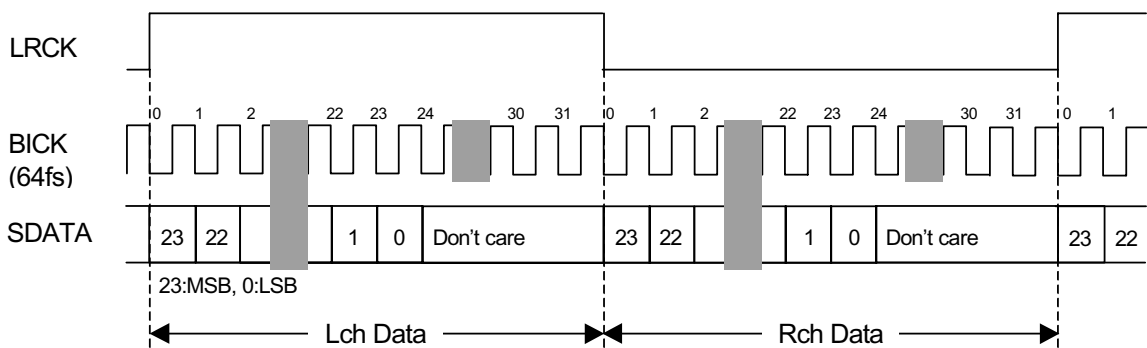 LRCK
0 1 2 22 23 24 30 31 0 1 2 22 23 24 30 31 0 1
BICK
(64fs)
SDATA 23 22 1 0 Don't care 23 22 1 0 Don't care 23 22
23:MSB, 0:LSB
Lch Data Rch Data